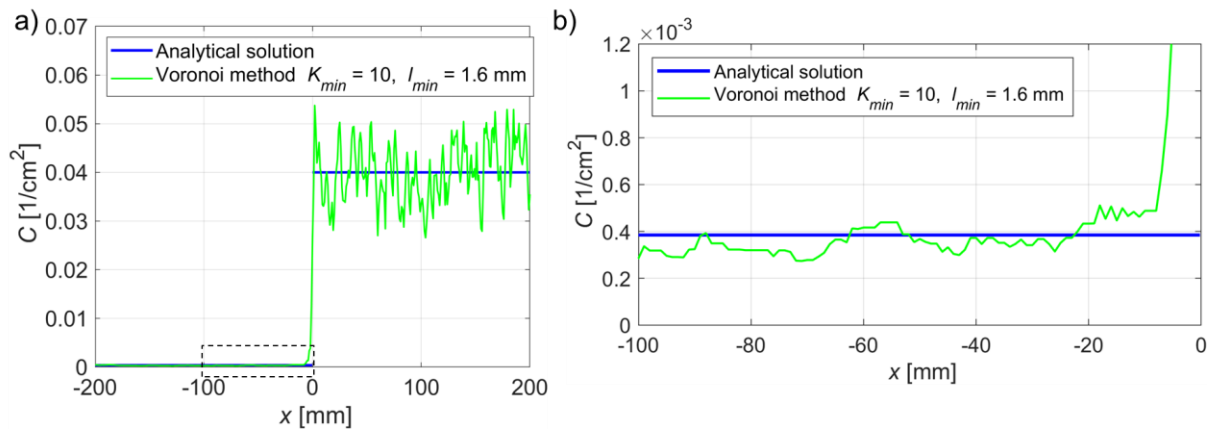 a)
0.07
0.06
0.05
0.04
0.03
0.02
0.01
0
C [1/cm²]
Analytical solution
Voronoi method K_min = 10, I_min = 1.6 mm
-200
-100
0
100
200
x [mm]
b)
×10⁻³
1.2
1
0.8
0.6
0.4
0.2
0
C [1/cm²]
Analytical solution
Voronoi method K_min = 10, I_min = 1.6 mm
-100
-80
-60
-40
-20
0
x [mm]